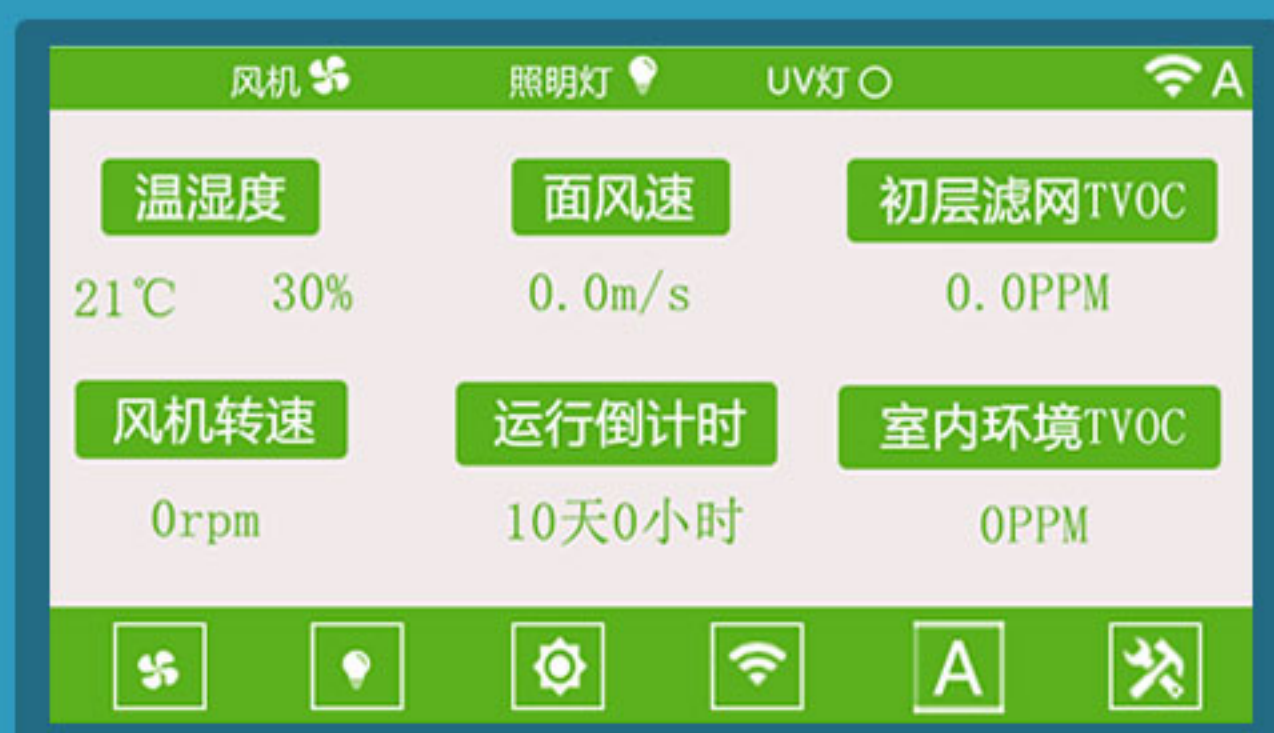 风机 照明灯 UV灯 A
温湿度 面风速 初层滤网TVOC
21℃ 30% 0.0m/s 0.0PPM
风机转速 运行倒计时 室内环境TVOC
0rpm 10天0小时 0PPM
A